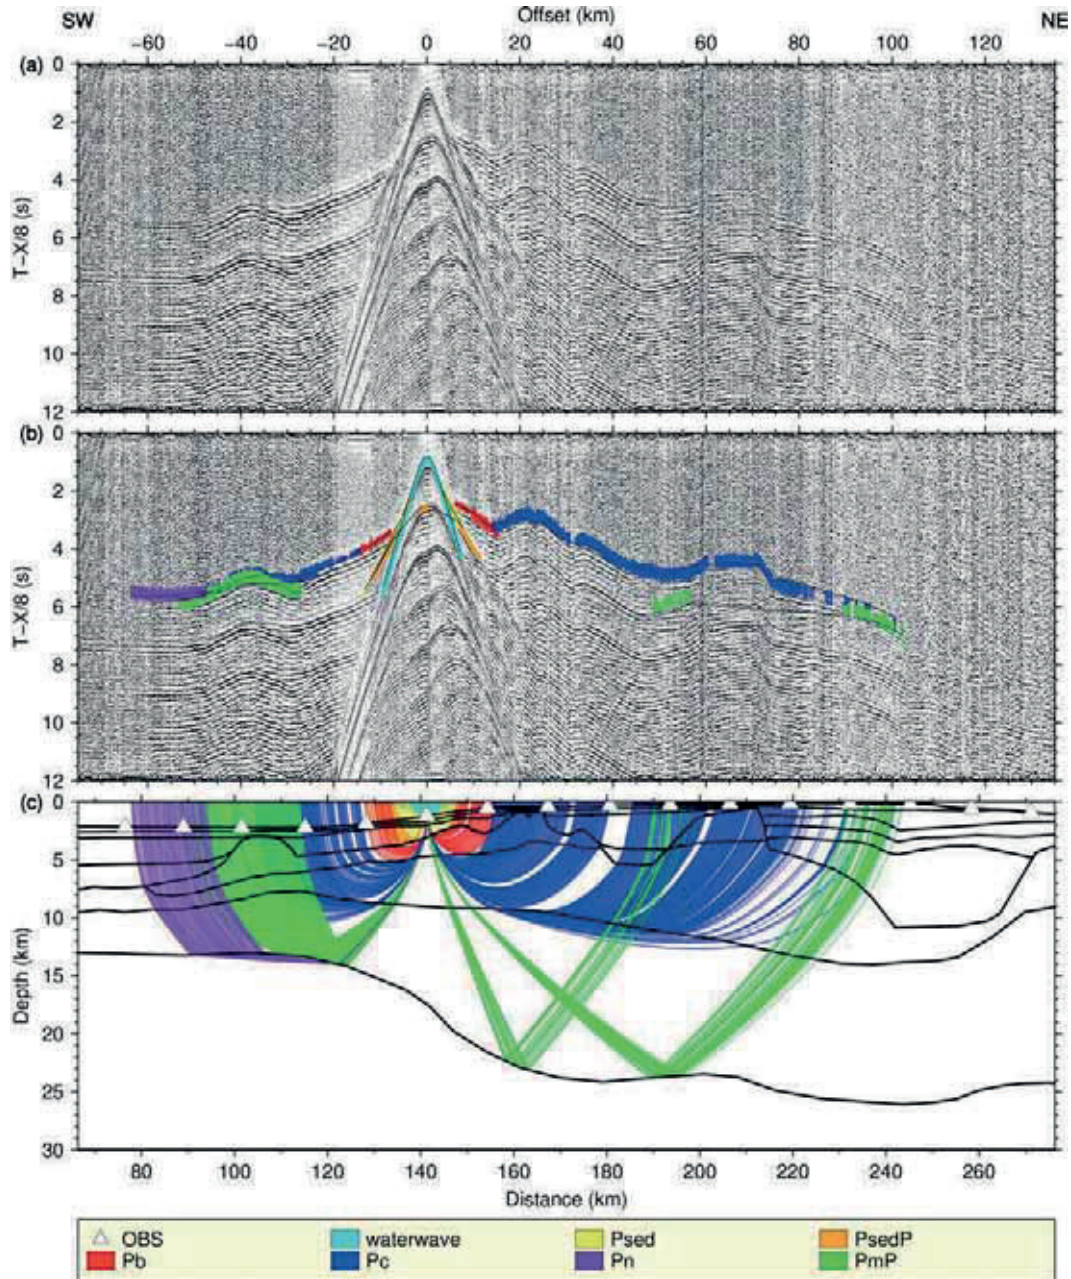 SW Offset (km) NE
−60 −40 −20 0 20 40 60 80 100 120
(a) 0
2
4
6
8
10
12
T−X/8 (s)
(b) 0
2
4
6
8
10
12
T−X/8 (s)
(c) 0
5
10
15
20
25
30
Depth (km)
80 100 120 140 160 180 200 220 240 260
Distance (km)
OBS waterwave Psed PsedP
Pb Pc Pn PmP